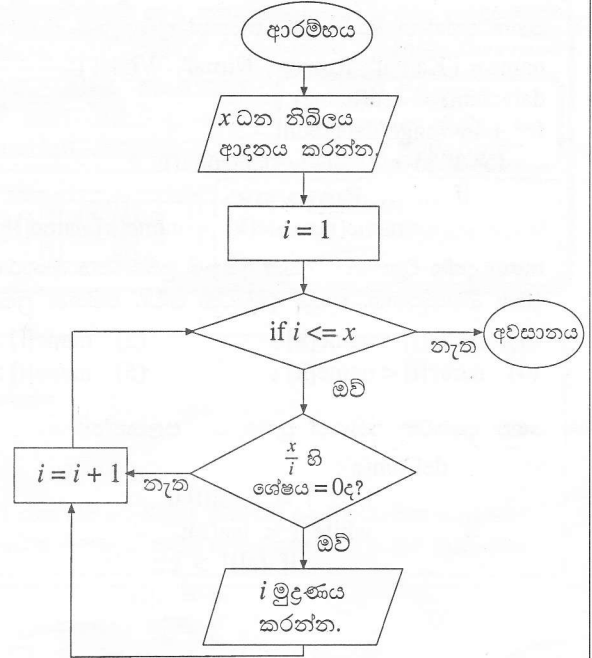 ආරම්භය
x ධන නිඛිලය
ආදානය කරන්න.
i = 1
if i <= x
නැත
අවසානය
ඔව්
x/i හි
ශේෂය = 0ද?
නැත
i = i + 1
ඔව්
i මුද්‍රණය
කරන්න.